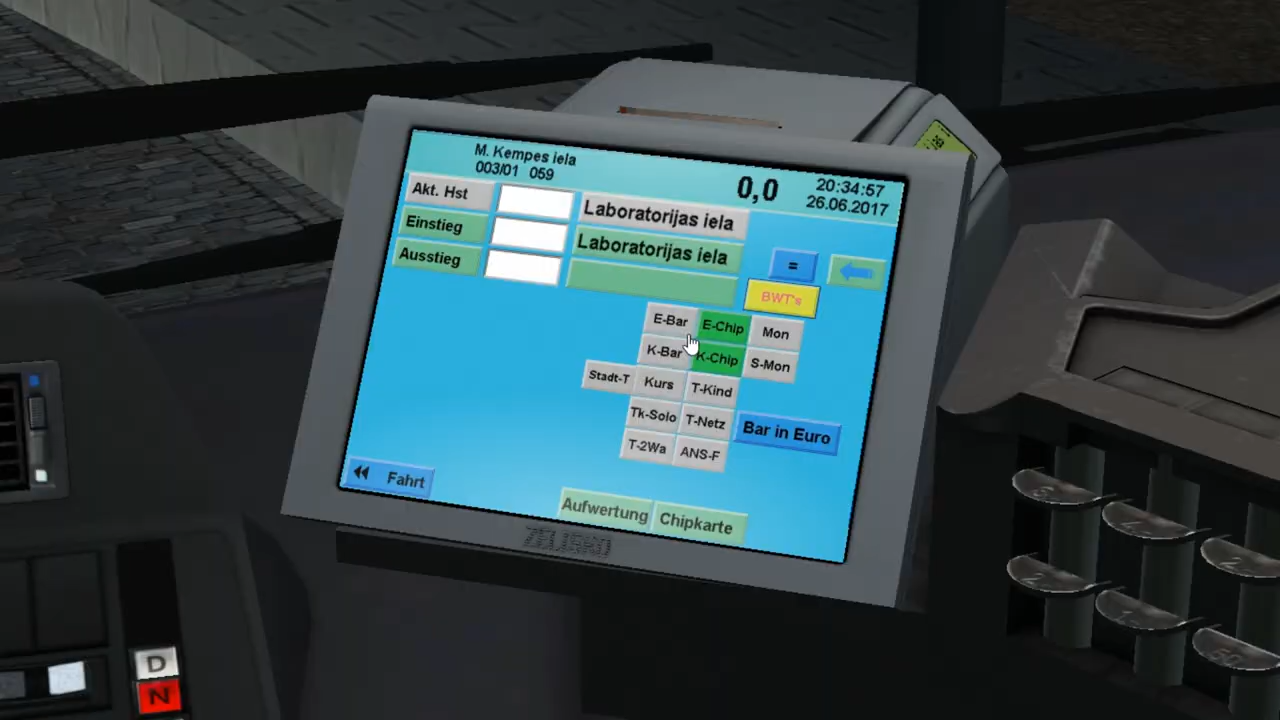 M. Kempes iela
003/01 059
0,0
20:34:57
26.06.2017
Akt. Hst
Laboratorijas iela
Einstieg
Laboratorijas iela
Ausstieg
=
BWT's
E-Bar E-Chip Mon
K-Bar K-Chip S-Mon
Stadt-T Kurs T-Kind
Tk-Solo T-Netz Bar in Euro
T-2Wa ANS-F
Fahrt
Aufwertung Chipkarte
ZELISKO
D
N